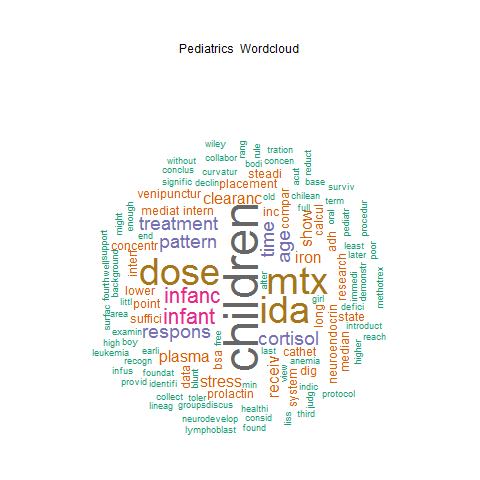 Pediatrics Wordcloud
wiley
rang
rule
tration
collabor
without
bodi
concen
acut
reduct
conclus
curvatur
signific
declin
placement
base
surviv
venipunctur
clearanc
steadi
old
chilean
term
mediat
intern
inc
compar
ful
calcul
oral
pediatr
procedur
might
enough
treatment
time
show
adh
least
later
poor
support
end
pattern
age
iron
concentr
interf
research
immedi
demonstr
methotrex
background
fourth
well
dose
children
mtx
alter
girl
lower
infanc
ida
long
defici
littl
point
surfac
area
suffici
infant
state
introduct
examin
respons
cortisol
neuroendocrin
median
higher
reach
high
boy
earli
plasma
bsa
free
last
cathet
leukemia
recogn
anemia
infus
foundat
data
blunt
stress
min
receiv
view
system
dig
indic
judg
protocol
provid
identifi
collect
toler
prolactin
lineag
groups
discus
healthi
liss
third
neurodevelop
consid
lymphoblast
found